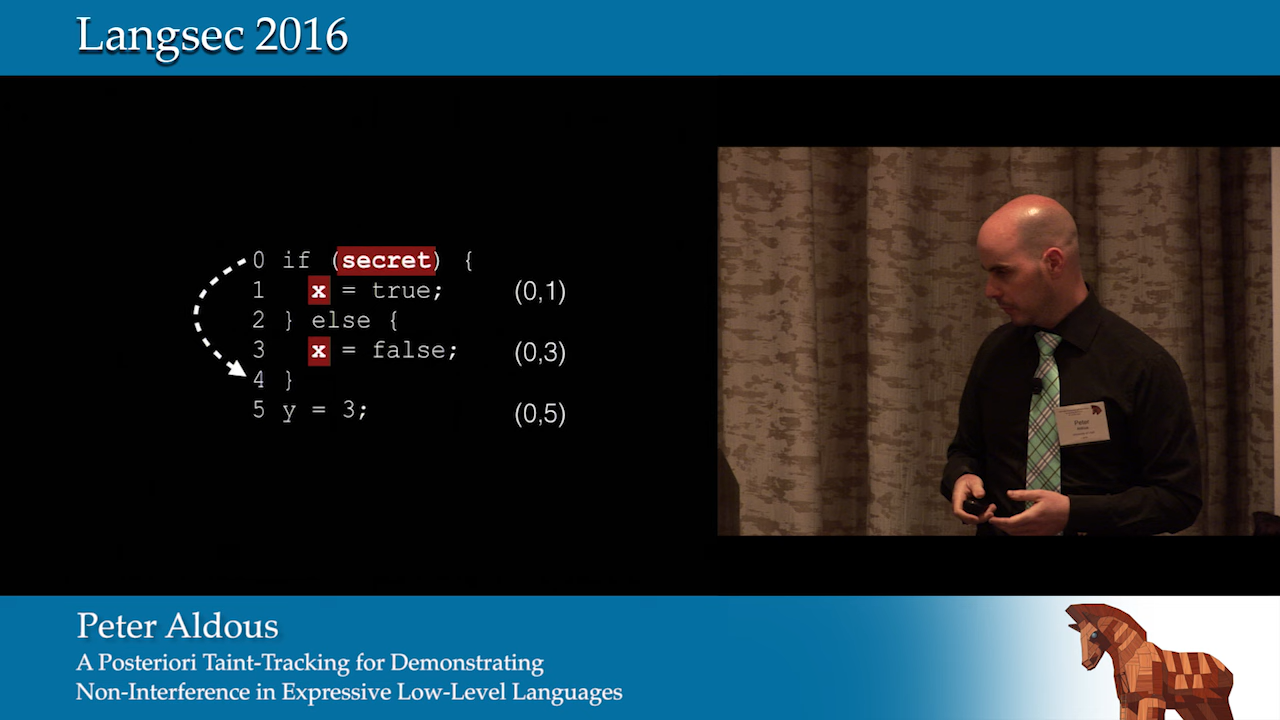 Langsec 2016
0 if (secret) {
1 x = true; (0,1)
2 } else {
3 x = false; (0,3)
4 }
5 y = 3; (0,5)
Peter
Peter Aldous
A Posteriori Taint-Tracking for Demonstrating
Non-Interference in Expressive Low-Level Languages